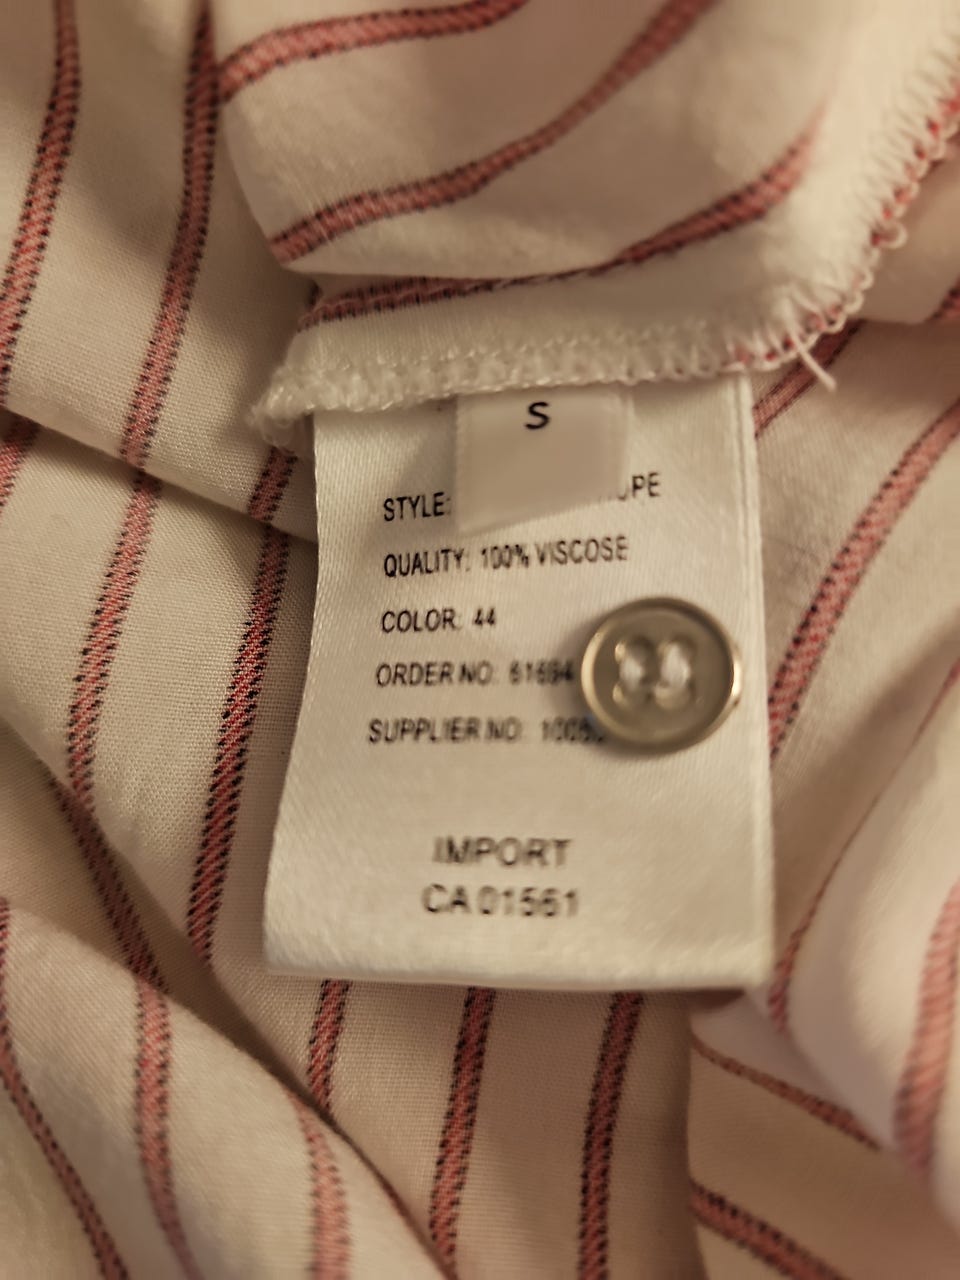 S
STYLE:
QUALITY: 100% VISCOSE
COLOR: 44
ORDER NO:
SUPPLIER NO:
IMPORT
CA 01561